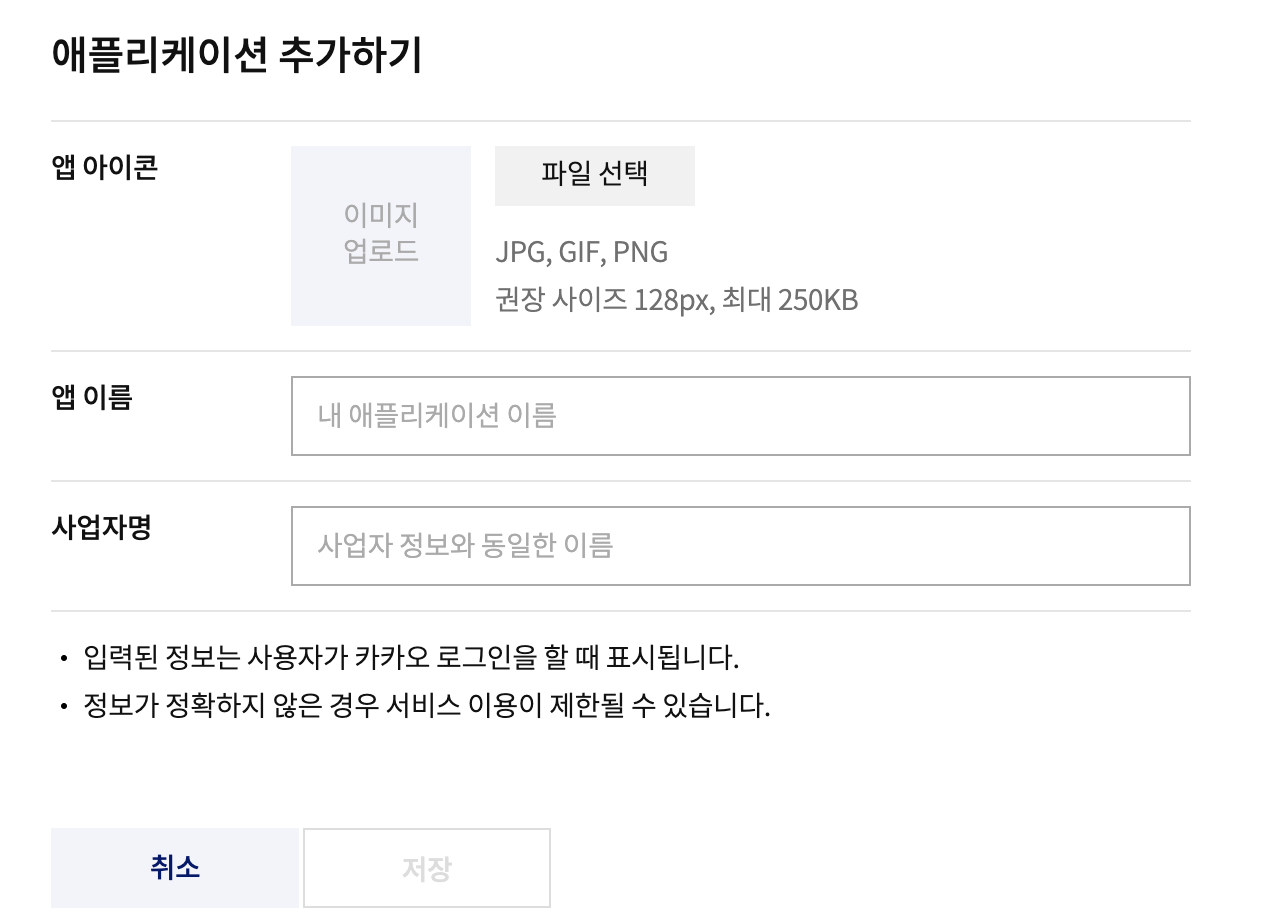 애플리케이션 추가하기
앱 아이콘
이미지
업로드
파일 선택
JPG, GIF, PNG
권장 사이즈 128px, 최대 250KB
앱 이름
내 애플리케이션 이름
사업자명
사업자 정보와 동일한 이름
• 입력된 정보는 사용자가 카카오 로그인을 할 때 표시됩니다.
• 정보가 정확하지 않은 경우 서비스 이용이 제한될 수 있습니다.
취소
저장